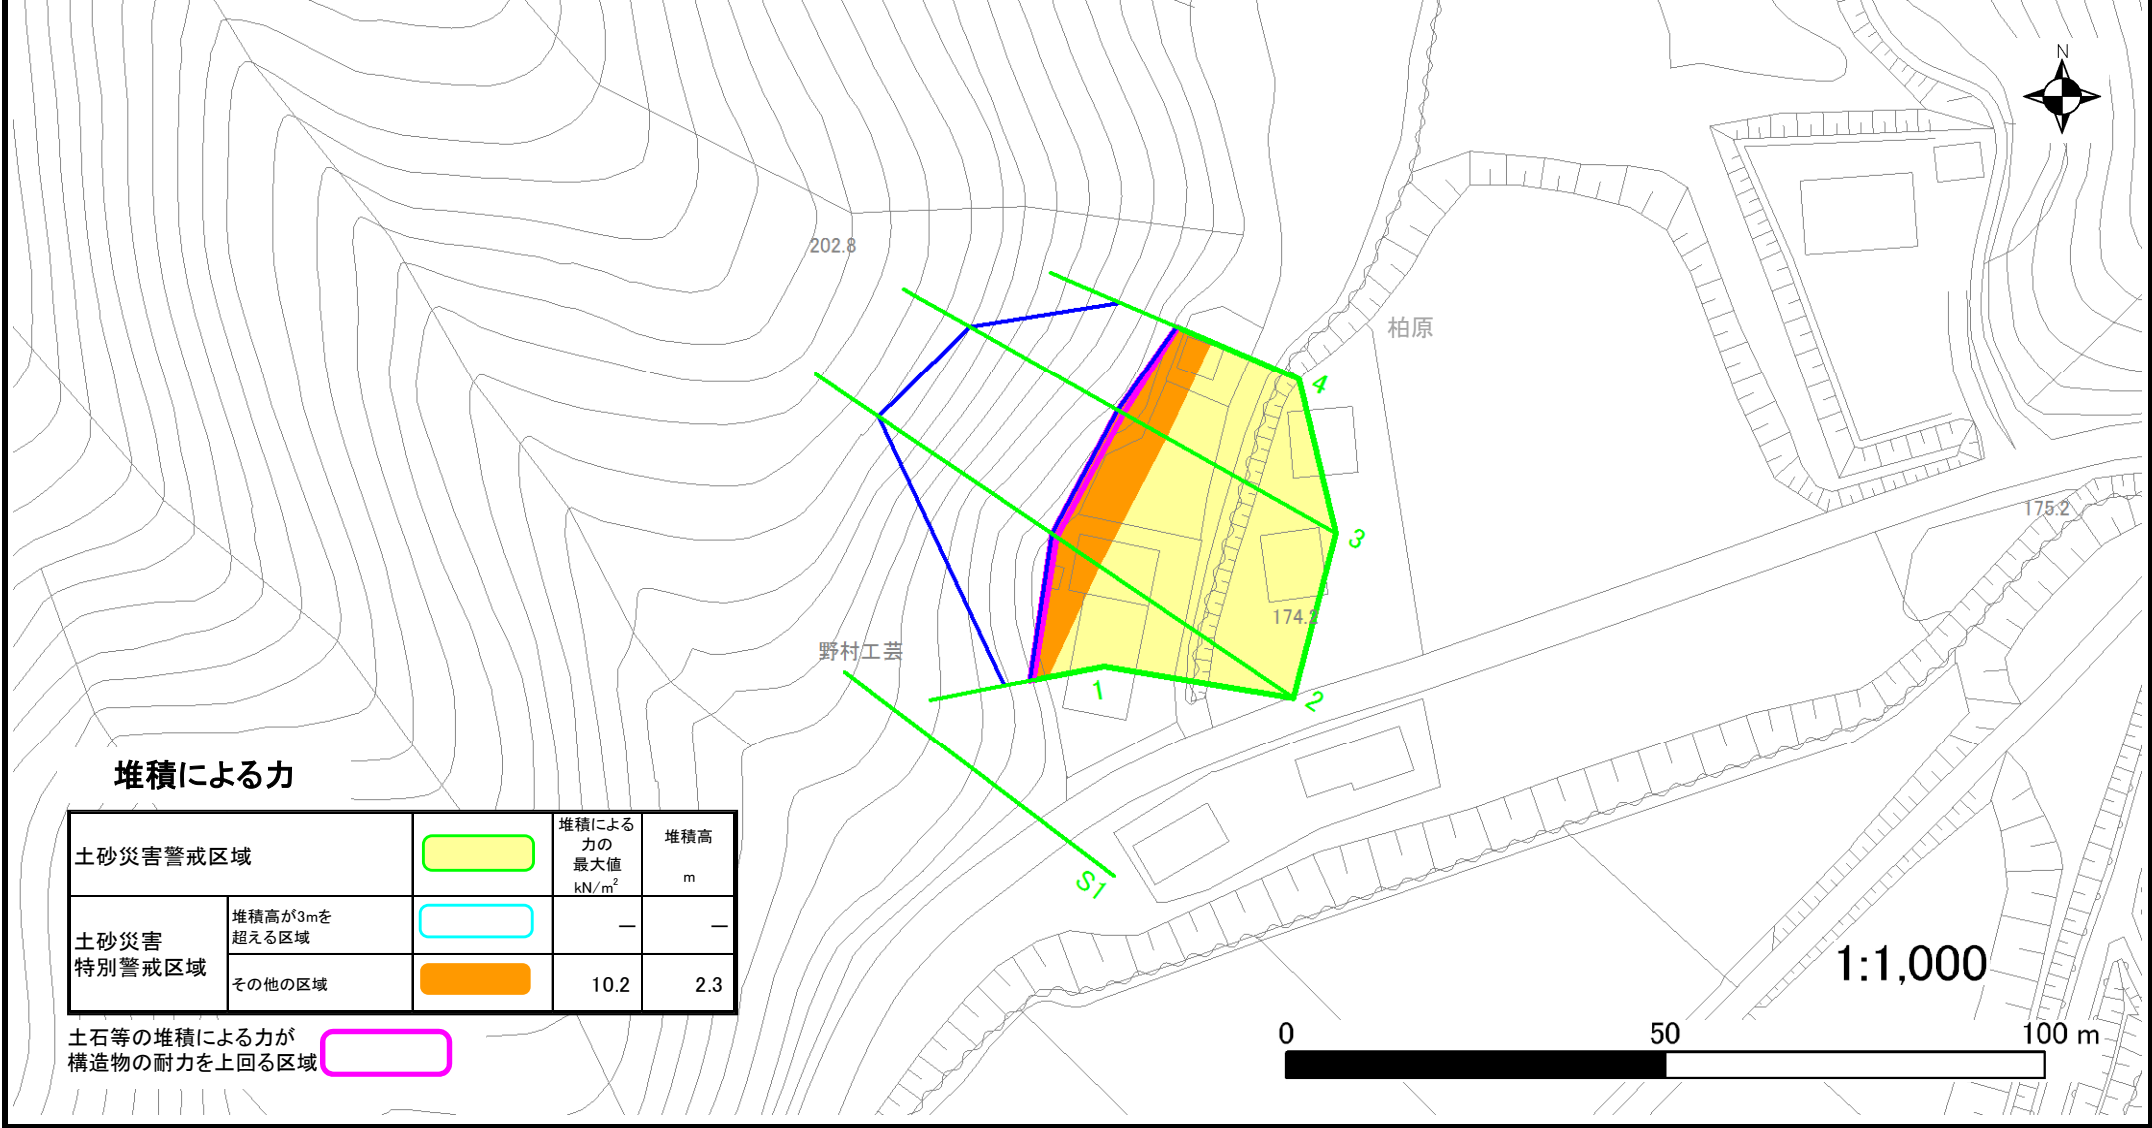 N
202.8
柏原
4
3
175.2
174.2
野村工芸
1
2
S1
堆積による力
土砂災害警戒区域
堆積による
力の
最大値
kN/m²
堆積高
m
土砂災害
特別警戒区域
堆積高が3mを
超える区域
—
—
その他の区域
10.2
2.3
土石等の堆積による力が
構造物の耐力を上回る区域
1:1,000
0
50
100 m